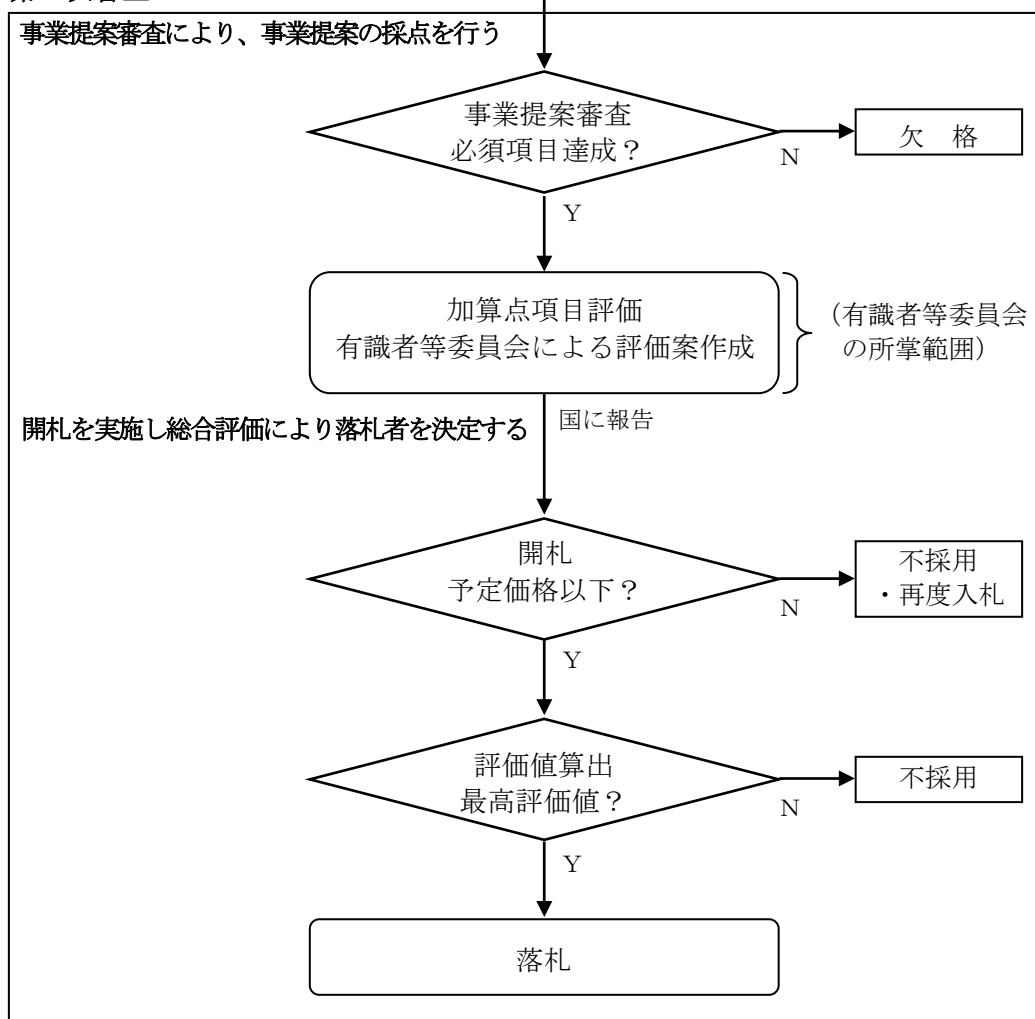 事業提案審査により、事業提案の採点を行う
事業提案審査
必須項目達成？
N
欠　格
Y
加算点項目評価
有識者等委員会による評価案作成
（有識者等委員会
の所掌範囲）
国に報告
開札を実施し総合評価により落札者を決定する
開札
予定価格以下？
N
不採用
・再度入札
Y
評価値算出
最高評価値？
N
不採用
Y
落札